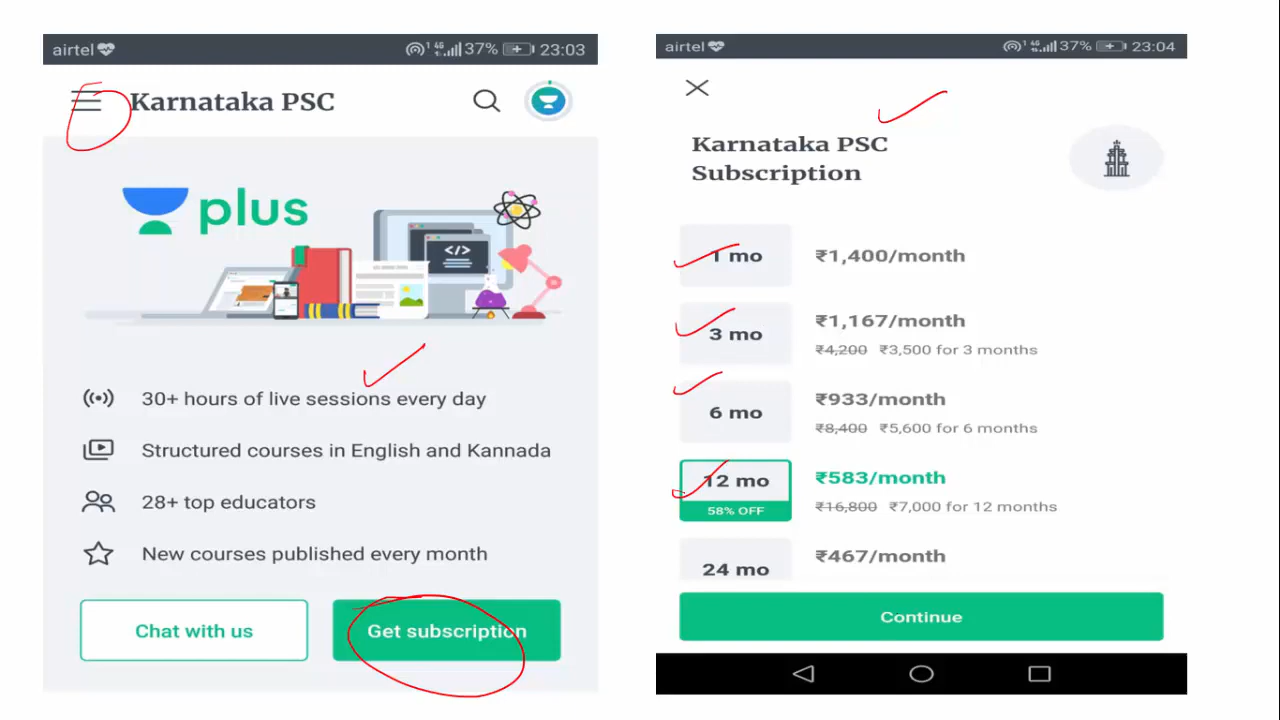 airtel 4G 37% 23:03
Karnataka PSC
plus
</>
30+ hours of live sessions every day
Structured courses in English and Kannada
28+ top educators
New courses published every month
Chat with us
Get subscription
airtel 4G 37% 23:04
Karnataka PSC
Subscription
1 mo ₹1,400/month
3 mo ₹1,167/month
₹4,200 ₹3,500 for 3 months
6 mo ₹933/month
₹8,400 ₹5,600 for 6 months
12 mo ₹583/month
58% OFF ₹16,800 ₹7,000 for 12 months
24 mo ₹467/month
Continue